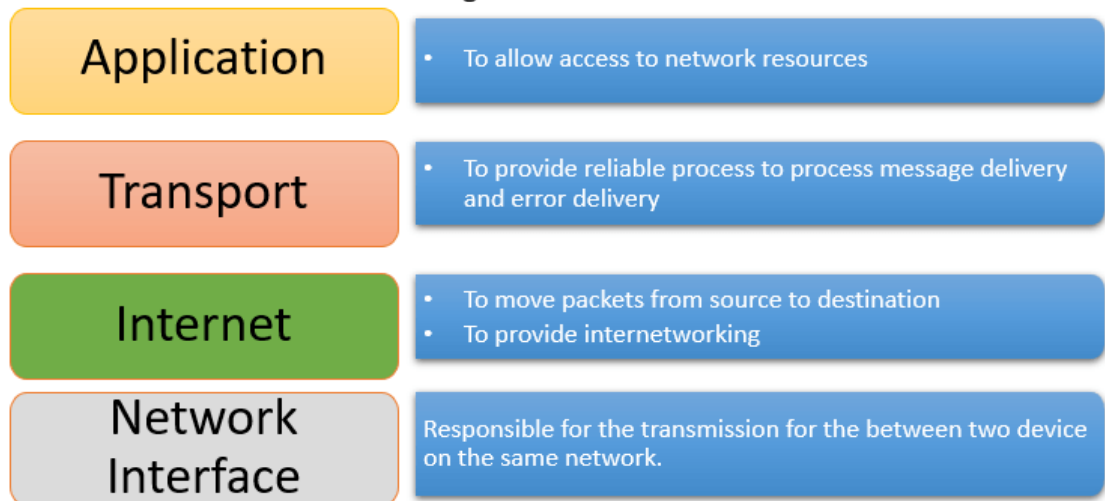 Application
• To allow access to network resources
Transport
• To provide reliable process to process message delivery
and error delivery
Internet
• To move packets from source to destination
• To provide internetworking
Network
Interface
Responsible for the transmission for the between two device
on the same network.